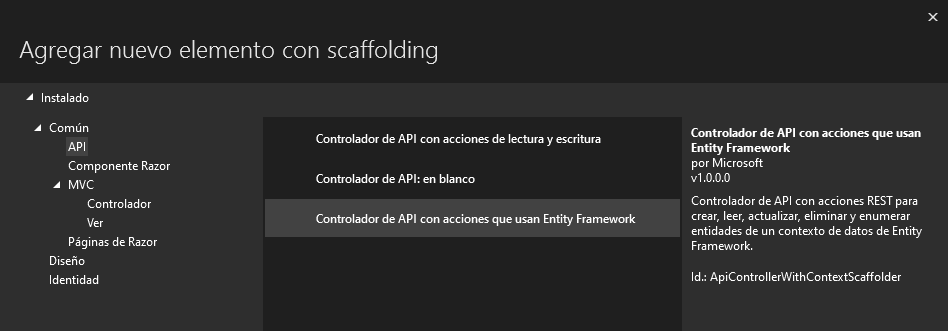 Agregar nuevo elemento con scaffolding
Instalado
Común
API
Componente Razor
MVC
Controlador
Ver
Páginas de Razor
Diseño
Identidad
Controlador de API con acciones de lectura y escritura
Controlador de API: en blanco
Controlador de API con acciones que usan Entity Framework
Controlador de API con acciones que usan
Entity Framework
por Microsoft
v1.0.0.0
Controlador de API con acciones REST para
crear, leer, actualizar, eliminar y enumerar
entidades de un contexto de datos de Entity
Framework.
Id.: ApiControllerWithContextScaffolder